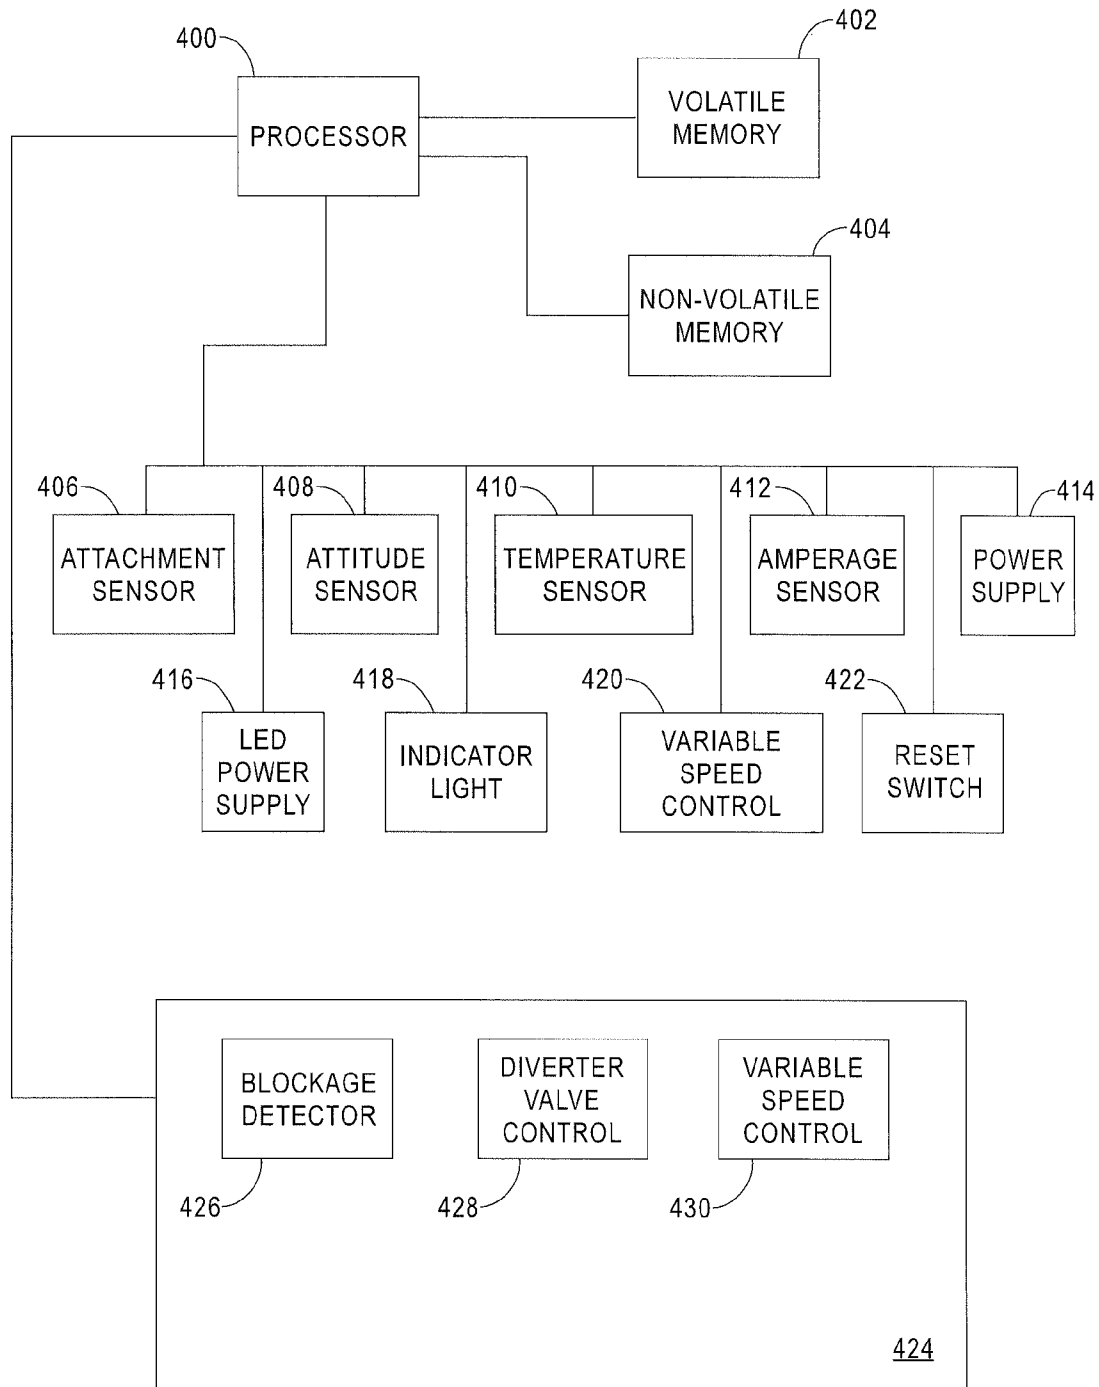 400
402
PROCESSOR
VOLATILE
MEMORY
404
NON-VOLATILE
MEMORY
406
408
410
412
414
ATTACHMENT
SENSOR
ATTITUDE
SENSOR
TEMPERATURE
SENSOR
AMPERAGE
SENSOR
POWER
SUPPLY
416
418
420
422
LED
POWER
SUPPLY
INDICATOR
LIGHT
VARIABLE
SPEED
CONTROL
RESET
SWITCH
BLOCKAGE
DETECTOR
DIVERTER
VALVE
CONTROL
VARIABLE
SPEED
CONTROL
426
428
430
424